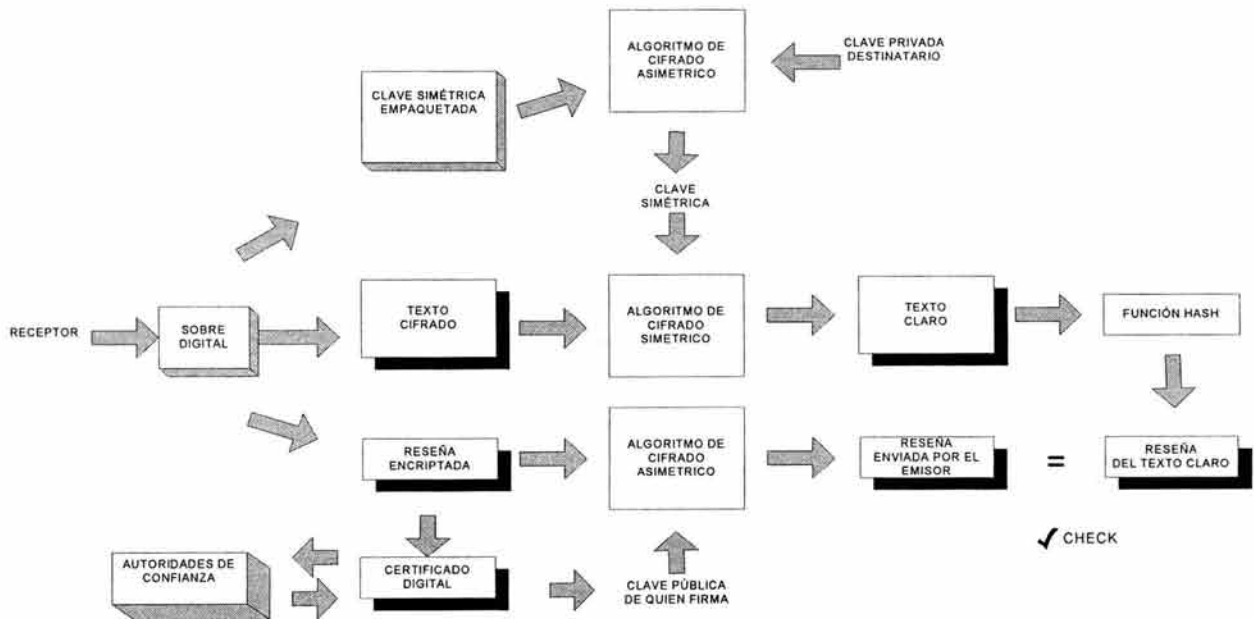 ALGORITMO DE
CIFRADO
ASIMETRICO
CLAVE PRIVADA
DESTINATARIO
CLAVE SIMÉTRICA
EMPAQUETADA
CLAVE
SIMÉTRICA
RECEPTOR
SOBRE
DIGITAL
TEXTO
CIFRADO
ALGORITMO DE
CIFRADO
SIMETRICO
TEXTO
CLARO
FUNCIÓN HASH
RESEÑA
ENCRIPTADA
ALGORITMO DE
CIFRADO
ASIMETRICO
RESEÑA
ENVIADA POR EL
EMISOR
=
RESEÑA
DEL TEXTO CLARO
✓ CHECK
AUTORIDADES DE
CONFIANZA
CERTIFICADO
DIGITAL
CLAVE PÚBLICA
DE QUIEN FIRMA